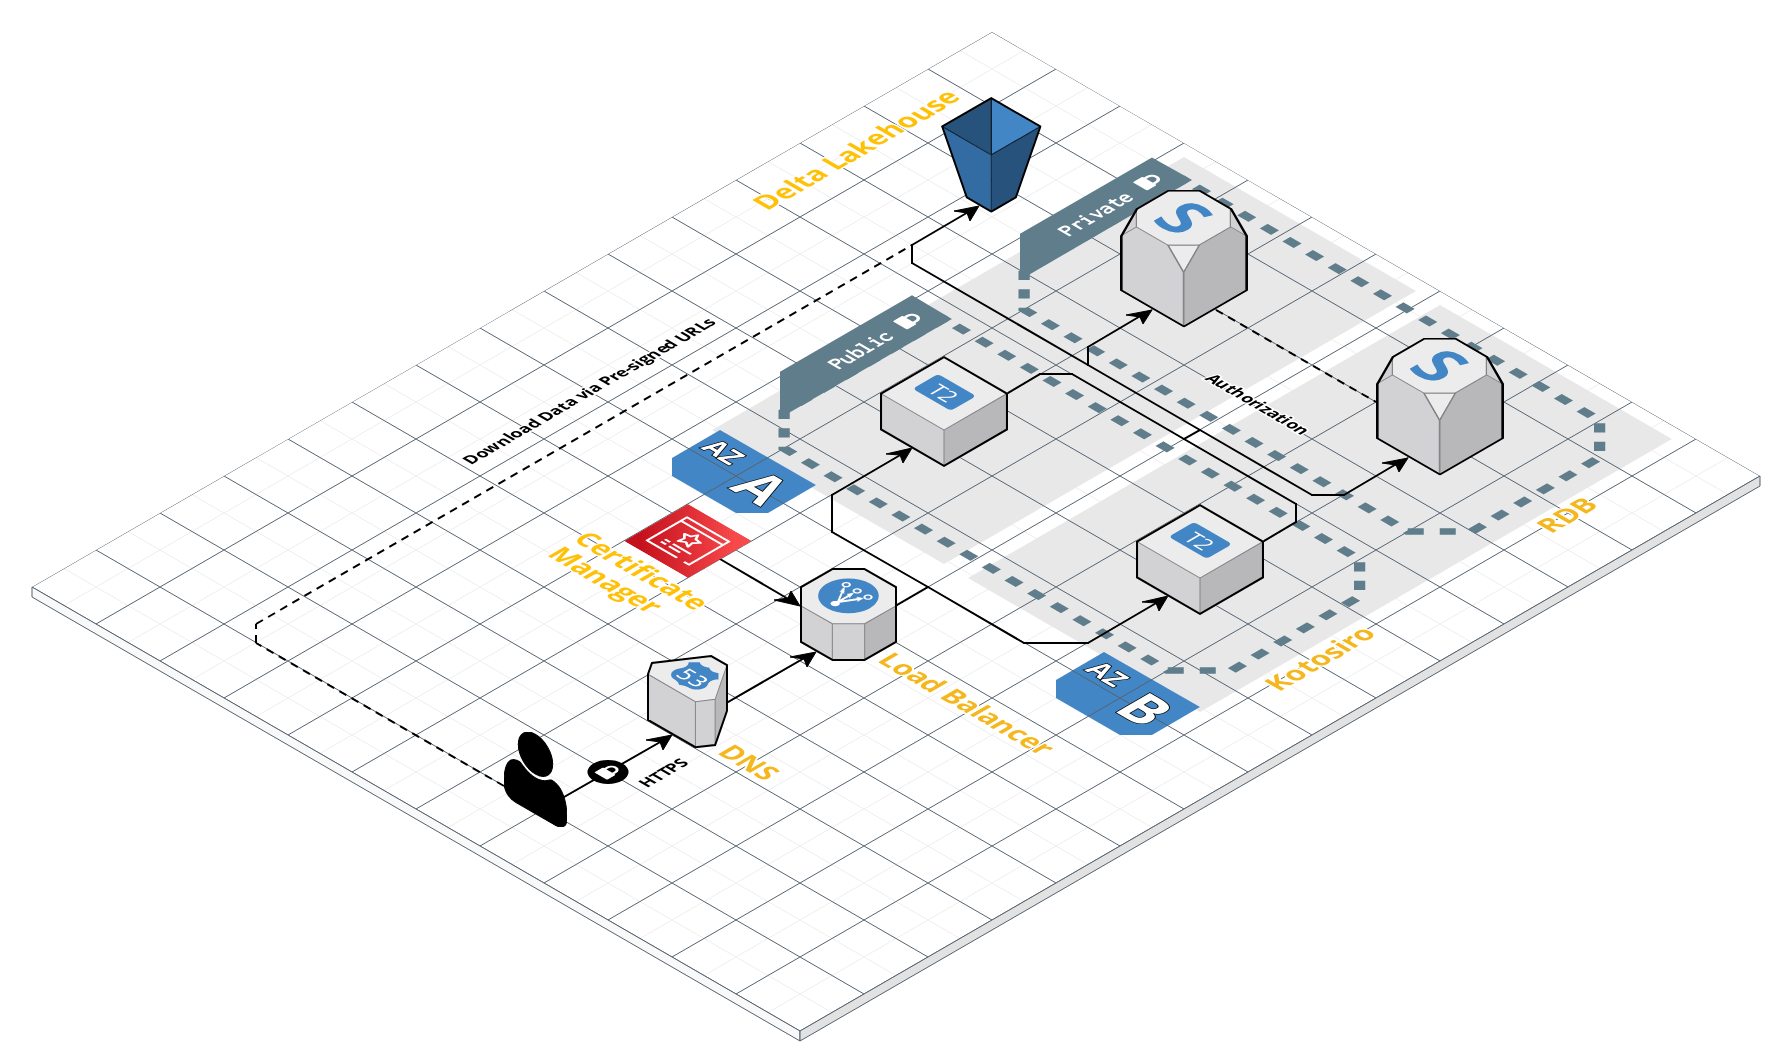 Delta Lakehouse
Private
S
Public
Download Data via Pre-signed URLs
T2
S
Authorization
AZ
A
RDB
T2
Certificate
Manager
Kotosiro
Load Balancer
AZ
B
53
DNS
HTTPS